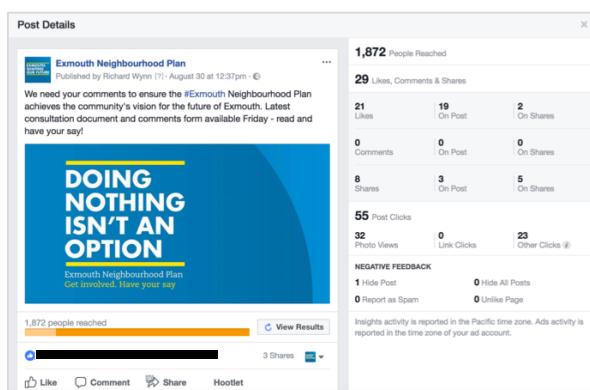 Post Details
Exmouth Neighbourhood Plan
Published by Richard Wynn [?] · August 30 at 12:37pm ·
We need your comments to ensure the #Exmouth Neighbourhood Plan
achieves the community's vision for the future of Exmouth. Latest
consultation document and comments form available Friday - read and
have your say!
DOING
NOTHING
ISN'T AN
OPTION
Exmouth Neighbourhood Plan
Get involved. Have your say
1,872 people reached
View Results
3 Shares
Like Comment Share Hootlet
1,872 People Reached
29 Likes, Comments & Shares
21 19 2
Likes On Post On Shares
0 0 0
Comments On Post On Shares
8 3 5
Shares On Post On Shares
55 Post Clicks
32 0 23
Photo Views Link Clicks Other Clicks
NEGATIVE FEEDBACK
1 Hide Post 0 Hide All Posts
0 Report as Spam 0 Unlike Page
Insights activity is reported in the Pacific time zone. Ads activity is
reported in the time zone of your ad account.